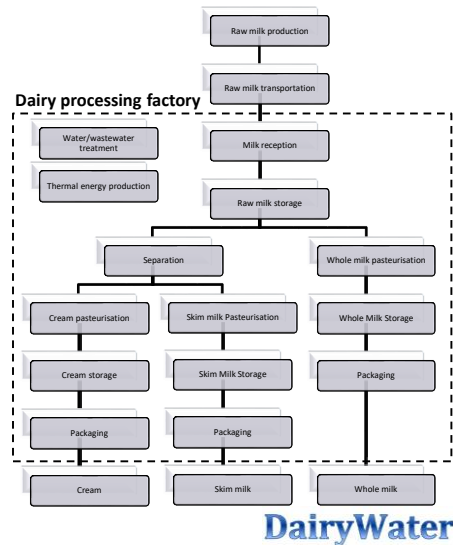 Raw milk production
Raw milk transportation
Dairy processing factory
Water/wastewater
treatment
Milk reception
Thermal energy production
Raw milk storage
Separation
Whole milk pasteurisation
Cream pasteurisation
Skim milk Pasteurisation
Whole Milk Storage
Cream storage
Skim Milk Storage
Packaging
Packaging
Packaging
Cream
Skim milk
Whole milk
DairyWater